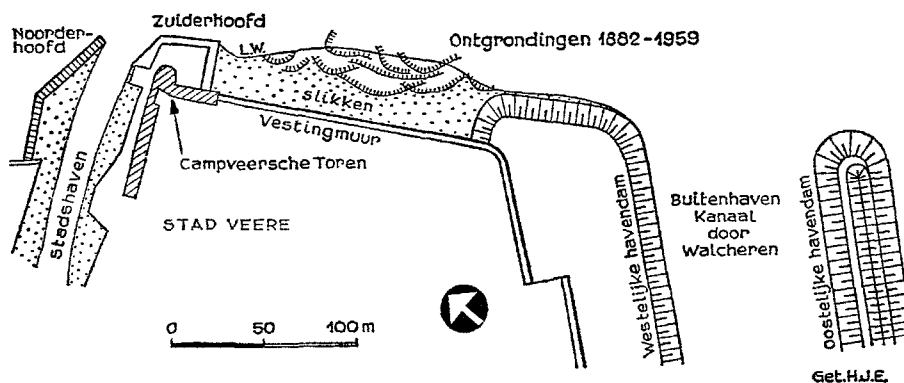 Noorder-
hoofd
Zuiderhoofd
L.W.
Ontgrondingen 1882-1959
slikken
Vestingmuur
Campveersche Toren
Stadshaven
STAD VEERE
Buitenhaven
Kanaal
door
Walcheren
Westelijke havendam
Oostelijke havendam
0 50 100 m
Get. H.J.E.